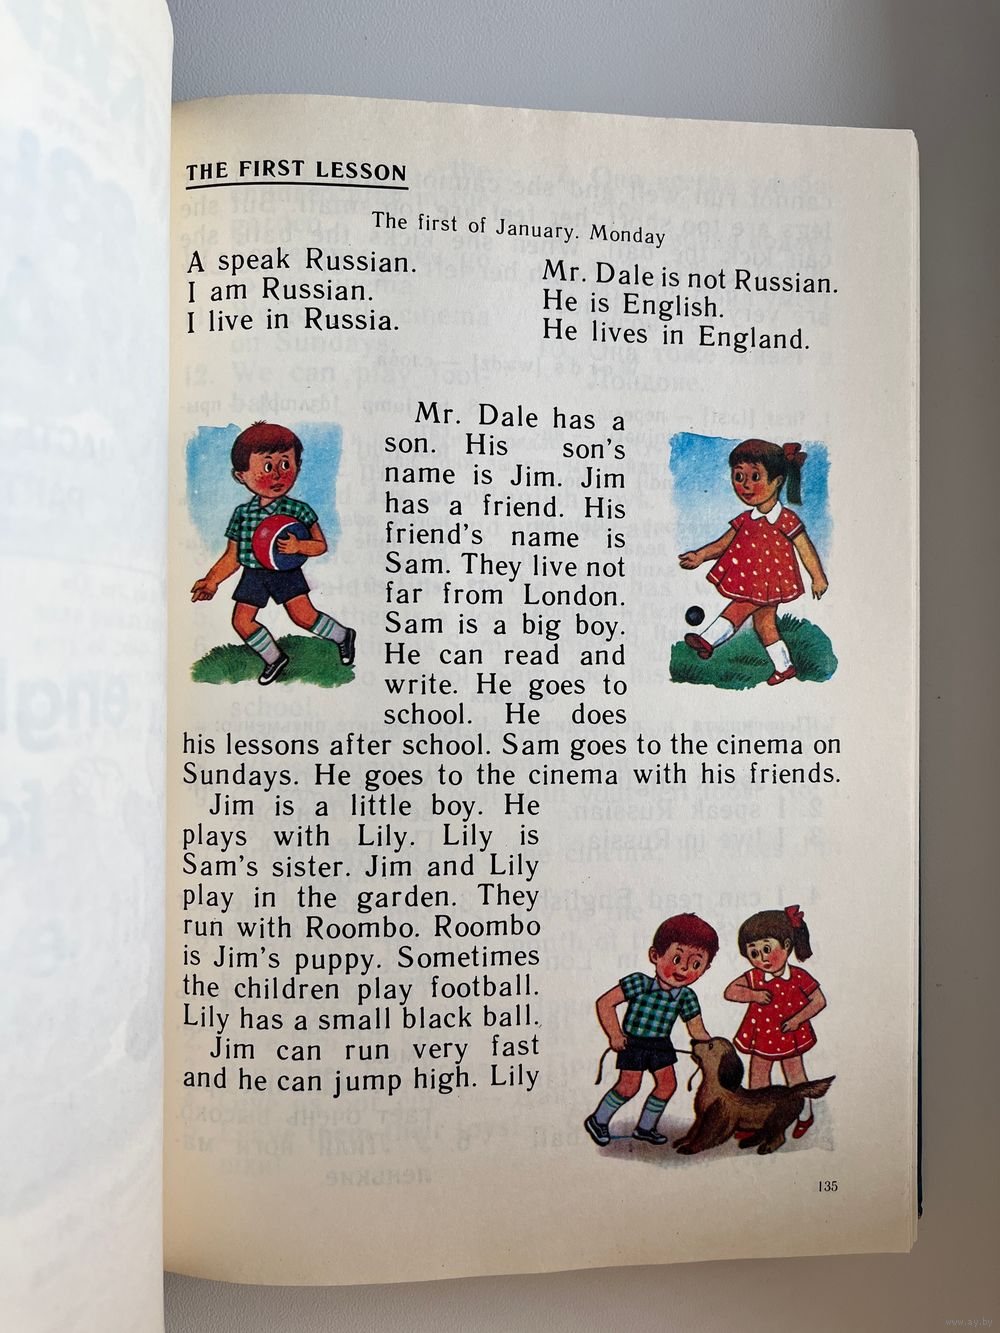 THE FIRST LESSON
The first of January. Monday
A speak Russian.
I am Russian.
I live in Russia.
Mr. Dale is not Russian.
He is English.
He lives in England.
Mr. Dale has a
son. His son's
name is Jim. Jim
has a friend. His
friend's name is
Sam. They live not
far from London.
Sam is a big boy.
He can read and
write. He goes to
school. He does
his lessons after school. Sam goes to the cinema on
Sundays. He goes to the cinema with his friends.
Jim is a little boy. He
plays with Lily. Lily is
Sam's sister. Jim and Lily
play in the garden. They
run with Roombo. Roombo
is Jim's puppy. Sometimes
the children play football.
Lily has a small black ball.
Jim can run very fast
and he can jump high. Lily
135
www.ay.by